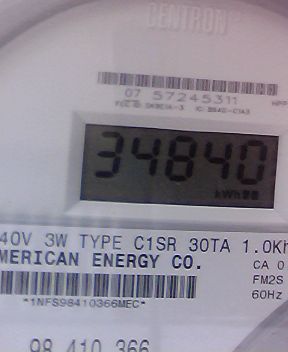 CENTRON
07 57245311
34840
kWh
40V 3W TYPE C1SR 30TA 1.0Kh
MERICAN ENERGY CO.
CA 0
FM2S
60Hz
*1NFS98410366MEC*
98 410 366